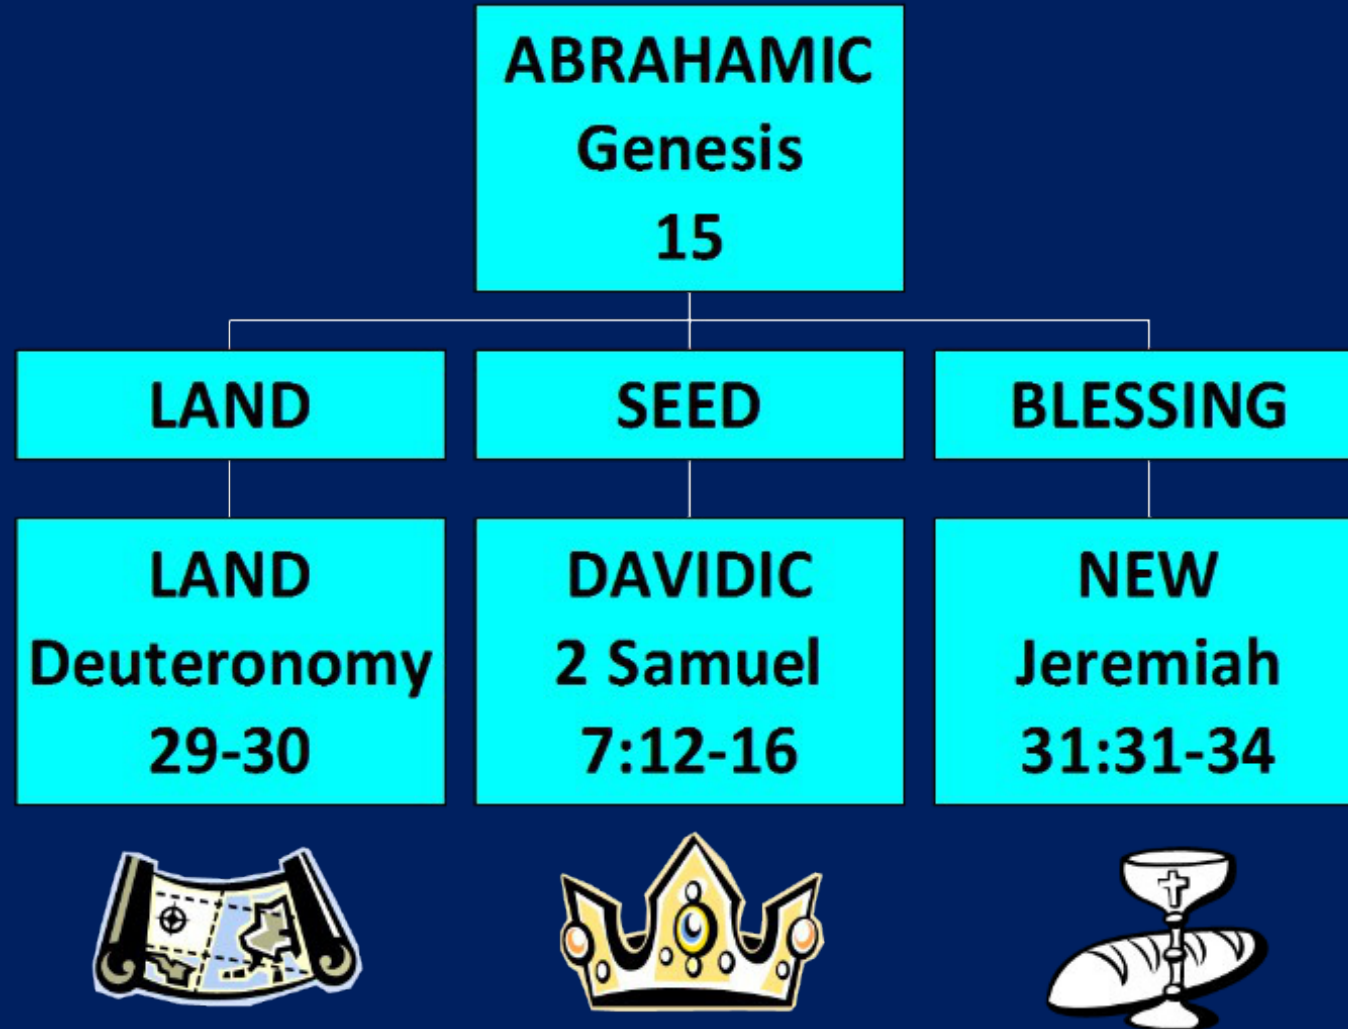 ABRAHAMIC
Genesis
15
LAND
SEED
BLESSING
LAND
Deuteronomy
29-30
DAVIDIC
2 Samuel
7:12-16
NEW
Jeremiah
31:31-34